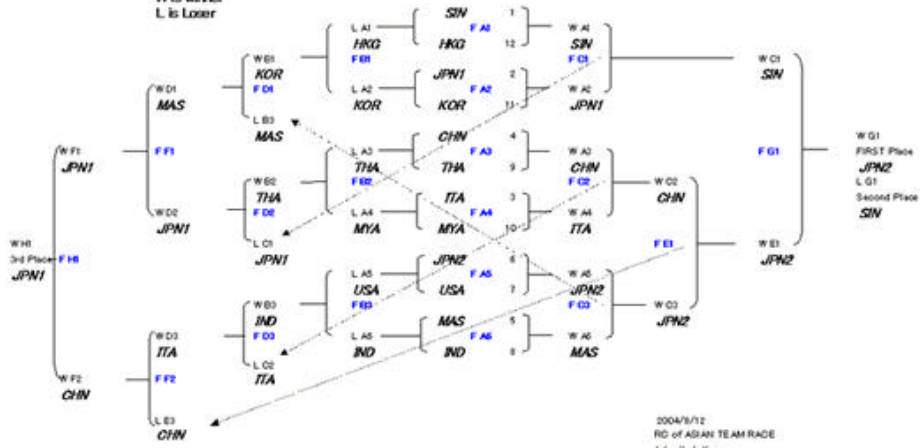 L is Loser
SIN 1
L A1 F A1 W A1
HKG HKG 12 SIN
W B1 F B1 F C1 W C1
KOR JPN1 2 SIN
F D1 L A2 F A2 W A2
W D1 KOR KOR 11 JPN1
MAS
L B3
MAS CHN 4
L A3 F A3 W A3
W F1 F F1 THA THA 9 CHN F G1
JPN1 W B2 F B2 F C2 W C2
THA ITA 3 CHN
F D2 L A4 F A4 W A4
W D2 MYA MYA 10 ITA
JPN1
L C1
JPN1
W G1
FIRST Place
JPN2
L G1
Second Place
SIN
W H1 F E1 W E1
3rd Place F H1 JPN2
JPN1
JPN2 6
L A5 F A5 W A5
USA USA 7 JPN2
W B3 F B3 F C3 W C3
IND MAS 5 JPN2
W D3 F D3 L A6 F A6 W A6
ITA IND IND 8 MAS
L C2
ITA
W F2 F F2
CHN
L E3
CHN
2004/9/12
RC of ASIAN TEAM RACE